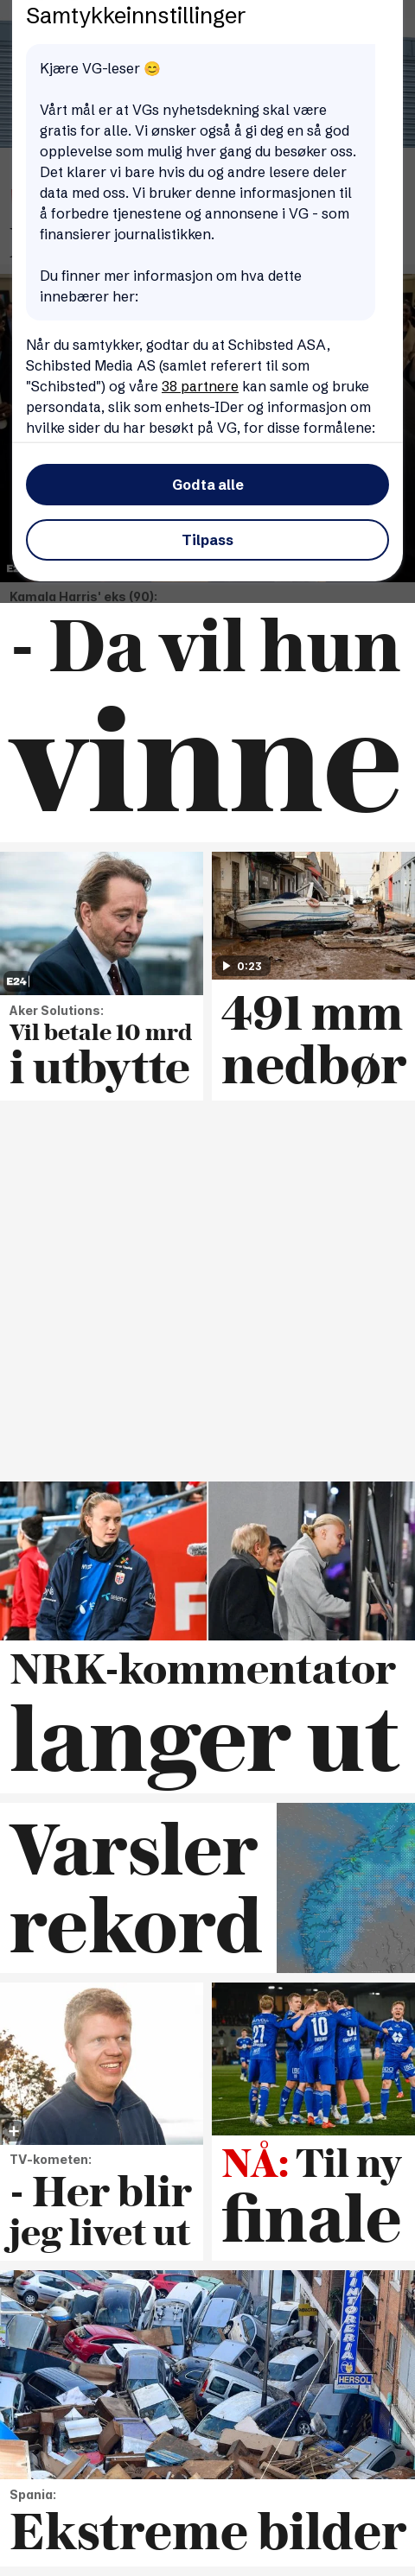 Samtykkeinnstillinger
Kjære VG-leser 😊
Vårt mål er at VGs nyhetsdekning skal være
gratis for alle. Vi ønsker også å gi deg en så god
opplevelse som mulig hver gang du besøker oss.
Det klarer vi bare hvis du og andre lesere deler
data med oss. Vi bruker denne informasjonen til
å forbedre tjenestene og annonsene i VG - som
finansierer journalistikken.
Du finner mer informasjon om hva dette
innebærer her:
Når du samtykker, godtar du at Schibsted ASA,
Schibsted Media AS (samlet referert til som
"Schibsted") og våre 38 partnere kan samle og bruke
persondata, slik som enhets-IDer og informasjon om
hvilke sider du har besøkt på VG, for disse formålene:
Godta alle
Tilpass
Kamala Harris' eks (90):
- Da vil hun
vinne
E24
Aker Solutions:
Vil betale 10 mrd
i utbytte
0:23
491 mm
nedbør
NRK-kommentator
langer ut
Varsler
rekord
TV-kometen:
- Her blir
jeg livet ut
27
10
NÅ: Til ny
finale
TINTORERIA
HERSOL
Spania:
Ekstreme bilder